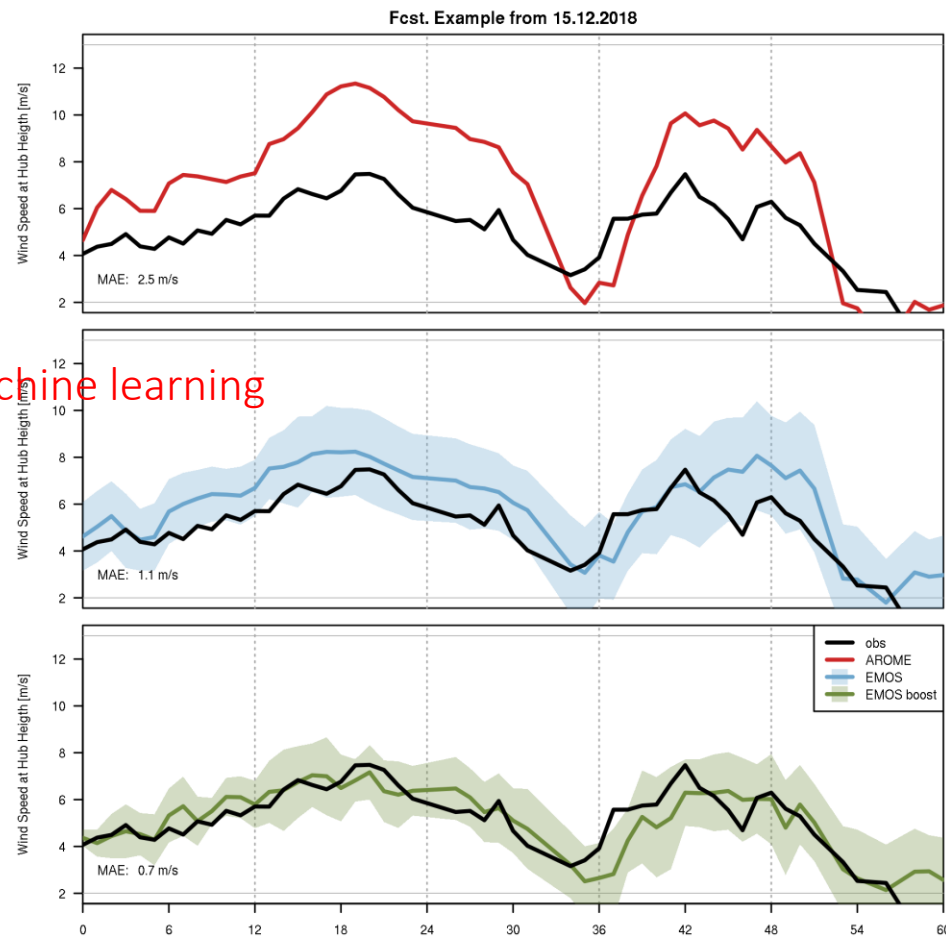 Fcst. Example from 15.12.2018
Wind Speed at Hub Heigth [m/s]
12
10
8
6
4
2
MAE: 2.5 m/s
Wind Speed at Hub Heigth [m/s]
12
10
8
6
4
2
chine learning
MAE: 1.1 m/s
Wind Speed at Hub Heigth [m/s]
12
10
8
6
4
2
obs
AROME
EMOS
EMOS boost
MAE: 0.7 m/s
0 6 12 18 24 30 36 42 48 54